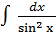 ∫ dx / sin² x